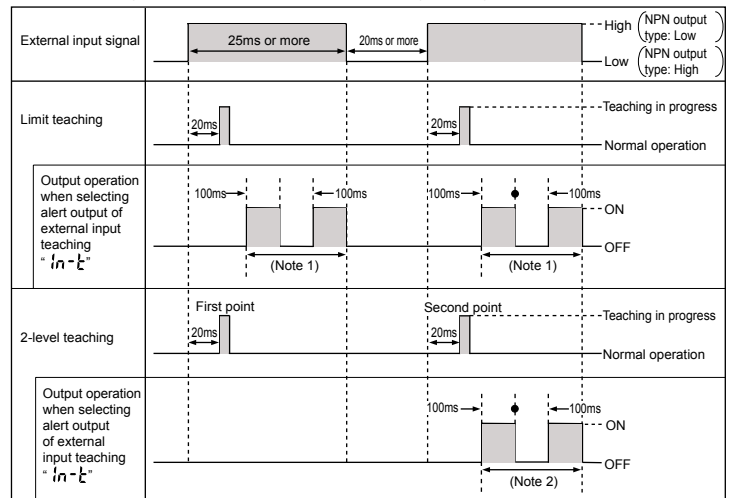 External input signal
25ms or more
20ms or more
High (NPN output type: Low)
Low (NPN output type: High)
Limit teaching
20ms
20ms
Teaching in progress
Normal operation
Output operation
when selecting
alert output of
external input
teaching
“ln-t”
100ms
100ms
100ms
100ms
ON
OFF
(Note 1)
(Note 1)
2-level teaching
First point
20ms
Second point
20ms
Teaching in progress
Normal operation
Output operation
when selecting
alert output
of external
input teaching
“ln-t”
100ms
100ms
ON
OFF
(Note 2)